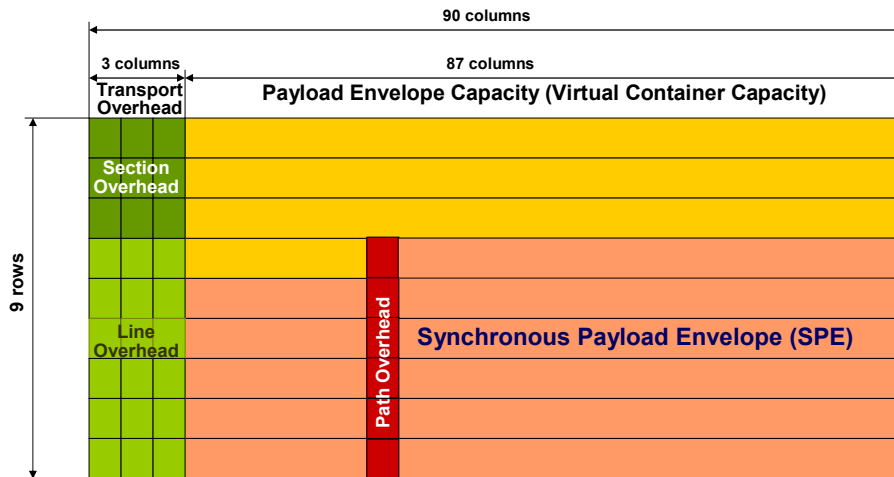 90 columns
3 columns
87 columns
Transport
Overhead
Payload Envelope Capacity (Virtual Container Capacity)
Section
Overhead
9 rows
Line
Overhead
Path Overhead
Synchronous Payload Envelope (SPE)